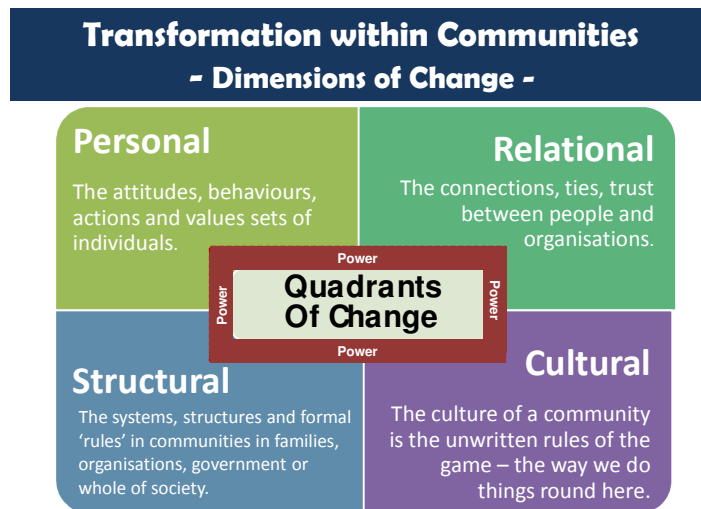 Transformation within Communities
- Dimensions of Change -
Personal
The attitudes, behaviours,
actions and values sets of
individuals.
Relational
The connections, ties, trust
between people and
organisations.
Power
Power
Quadrants
Of Change
Power
Power
Structural
The systems, structures and formal
‘rules’ in communities in families,
organisations, government or
whole of society.
Cultural
The culture of a community
is the unwritten rules of the
game – the way we do
things round here.